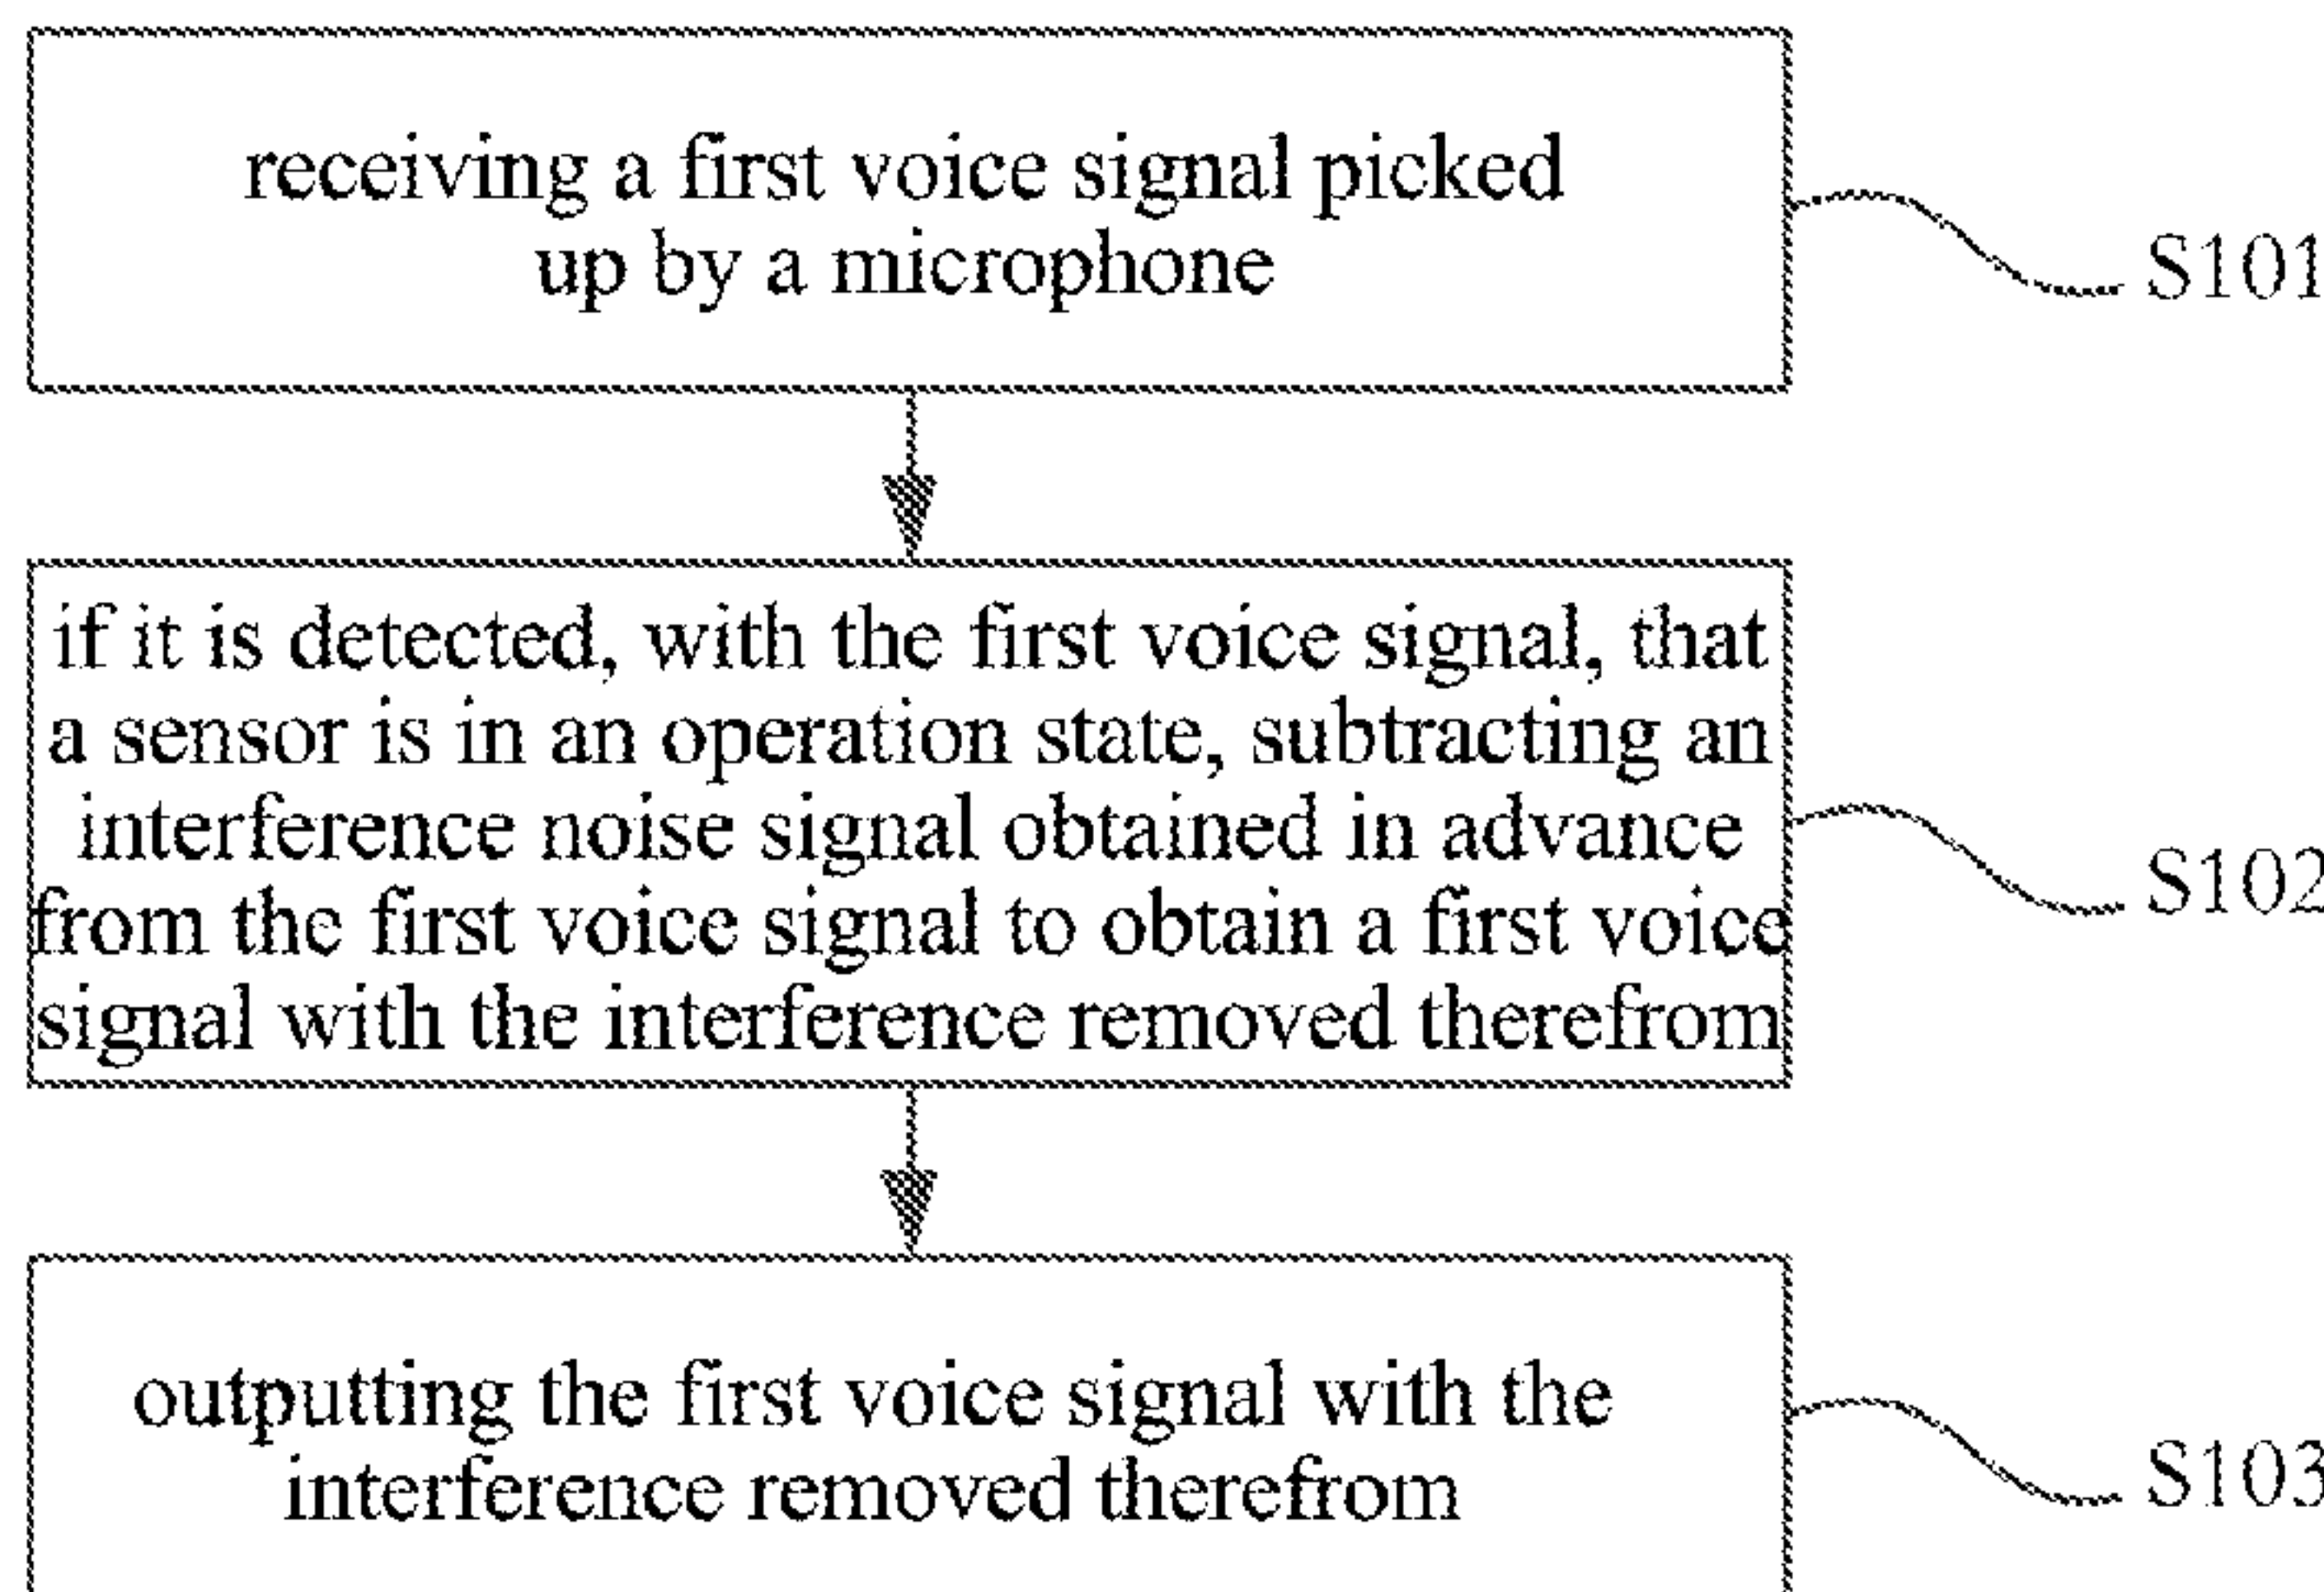 receiving a first voice signal picked
up by a microphone
S101
if it is detected, with the first voice signal, that
a sensor is in an operation state, subtracting an
interference noise signal obtained in advance
from the first voice signal to obtain a first voice
signal with the interference removed therefrom
S102
outputting the first voice signal with the
interference removed therefrom
S103